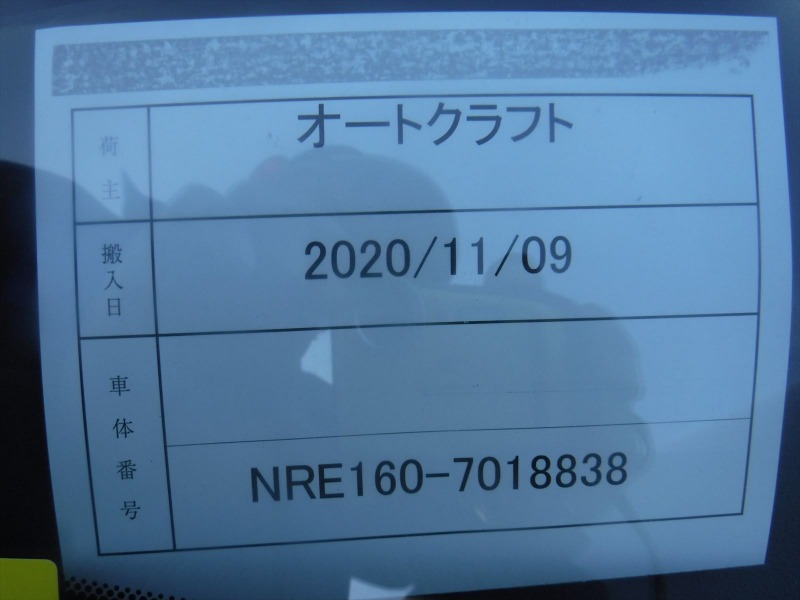 荷主
オートクラフト
搬入日
2020/11/09
車体番号
NRE160-7018838